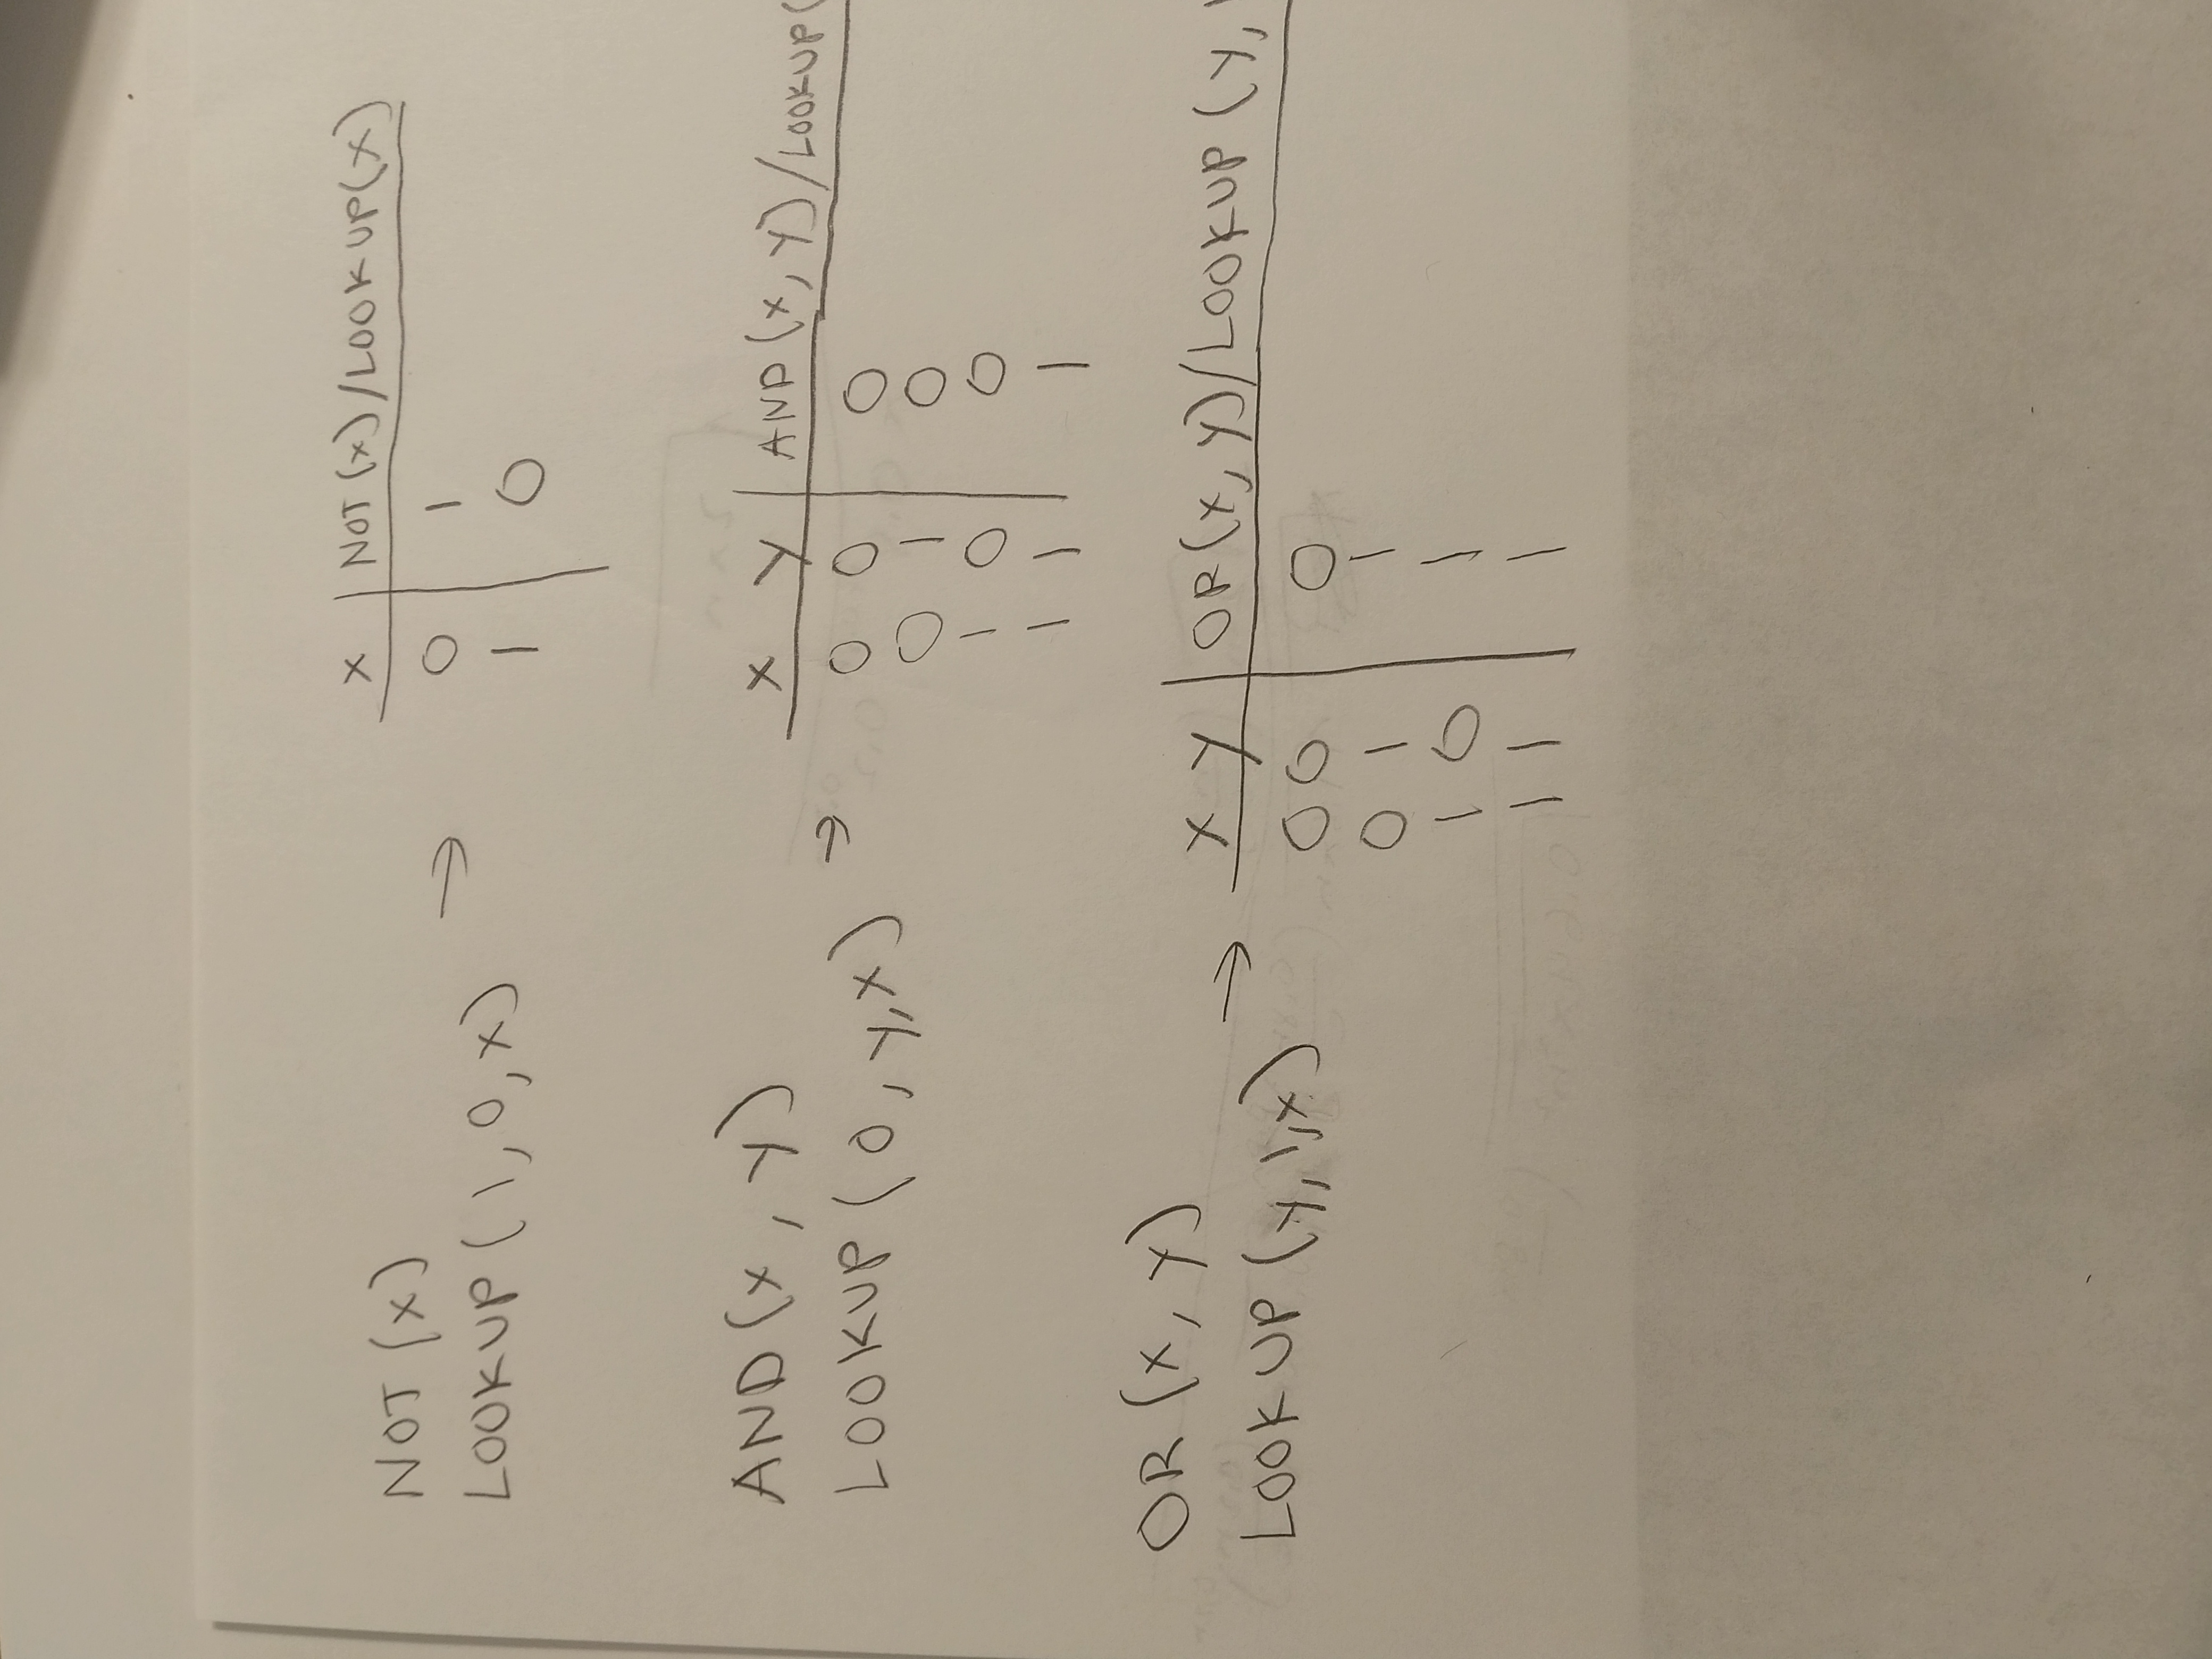 NOT (x)
LOOKUP (1, 0, x)
→
x | NOT (x) / LOOKUP(x)
0 | 1
1 | 0
AND (x, y)
LOOKUP (0, y, x)
→
x y | AND (x, y) / LOOKUP (
0 0 | 0
0 1 | 0
1 0 | 0
1 1 | 1
OR (x, y)
LOOKUP (y, 1, x)
→
x y | OR (x, y) / LOOKUP (y,
0 0 | 0
0 1 | 1
1 0 | 1
1 1 | 1